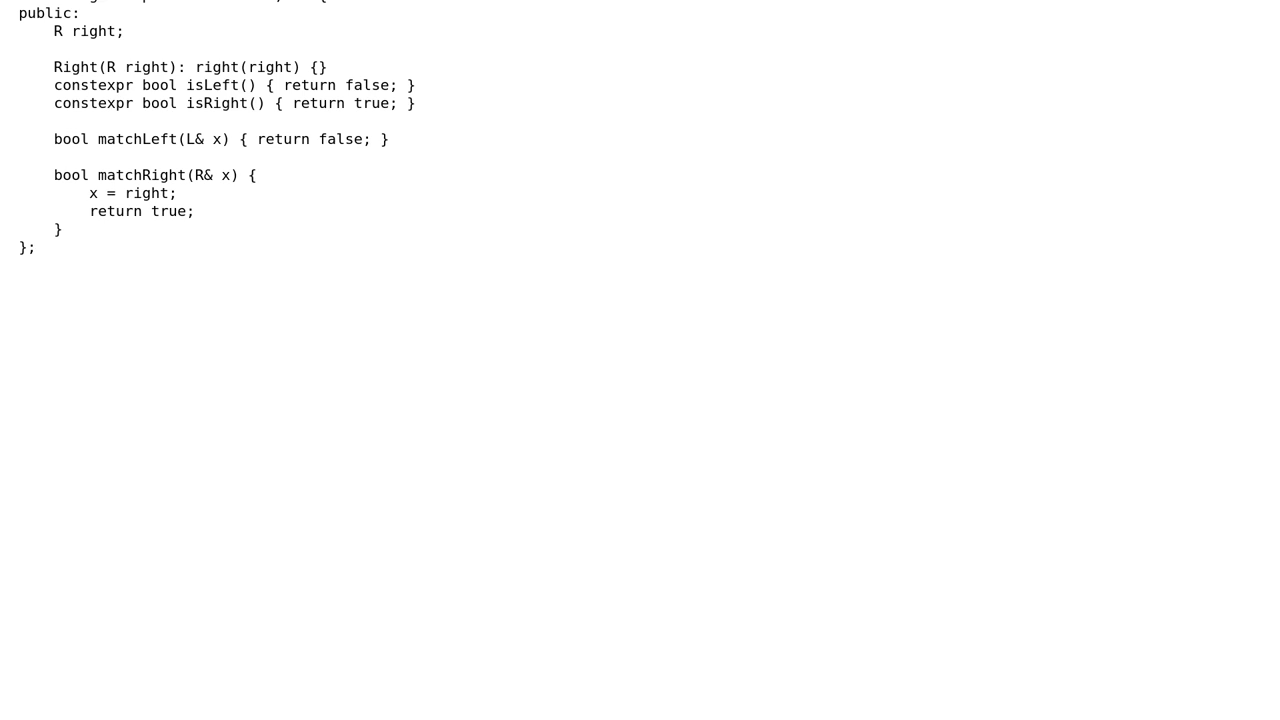 public:
    R right;

    Right(R right): right(right) {}
    constexpr bool isLeft() { return false; }
    constexpr bool isRight() { return true; }

    bool matchLeft(L& x) { return false; }

    bool matchRight(R& x) {
        x = right;
        return true;
    }
};